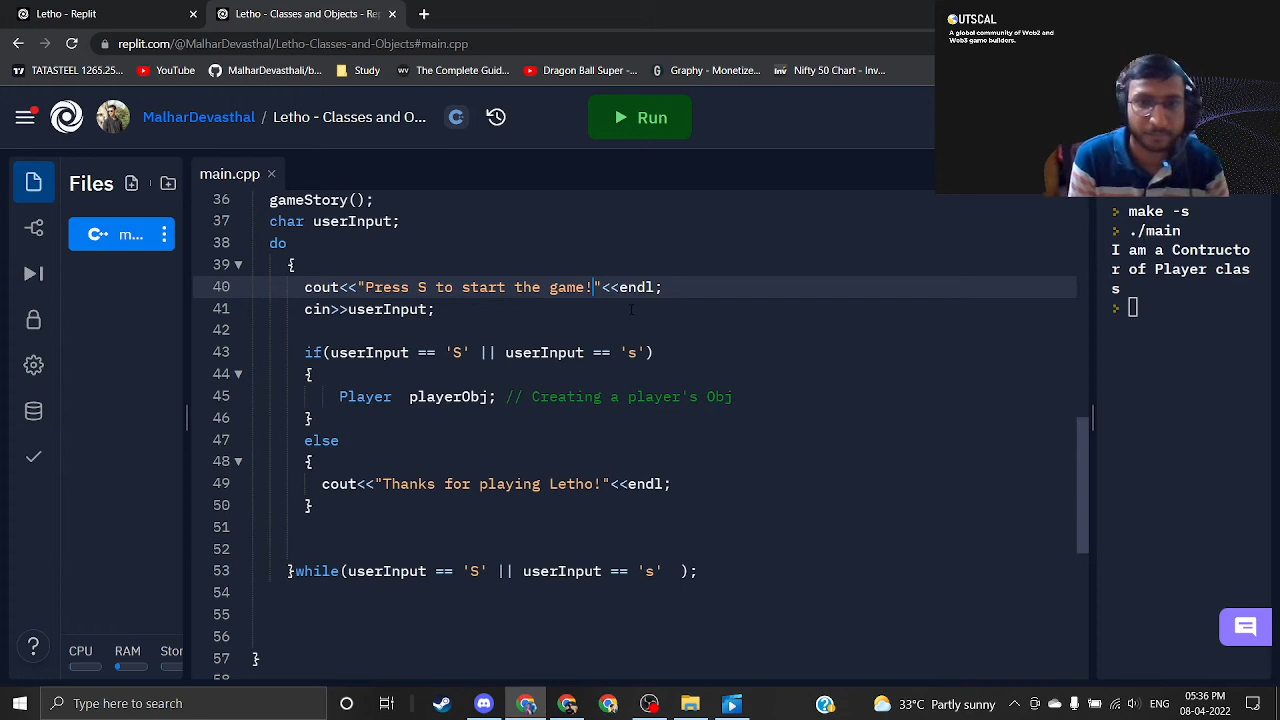 Letho - Replit
Letho - Classes and Objects - Rep
replit.com/@MalharDevasthal/Letho-Classes-and-Objects#main.cpp
TATASTEEL 1265 25...
YouTube
MalharDevasthali/b...
Study
WV
The Complete Guid...
Dragon Ball Super -...
G
Graphy - Monetize...
Inv
Nifty 50 Chart - Inv...
OUTSCAL
A global community of Web2 and
Web3 game builders.
MalharDevasthal / Letho - Classes and O...
Run
Files
m...
main.cpp
36 gameStory();
37 char userInput;
38 do
39 {
40 cout<<"Press S to start the game!"<<endl;
41 cin>>userInput;
42
43 if(userInput == 'S' || userInput == 's')
44 {
45 Player playerObj; // Creating a player's Obj
46 }
47 else
48 {
49 cout<<"Thanks for playing Letho!"<<endl;
50 }
51
52
53 }while(userInput == 'S' || userInput == 's' );
54
55
56
57 }
make -s
./main
I am a Contructo
r of Player clas
s
CPU RAM Stor
Type here to search
33°C Partly sunny
ENG
05:36 PM
08-04-2022